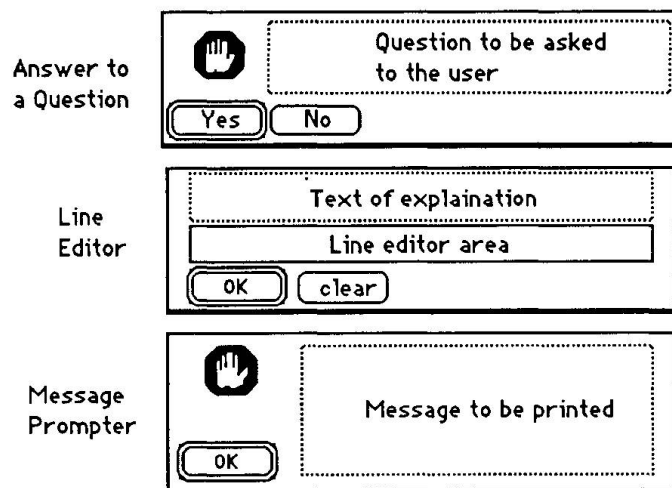 Answer to
a Question
Question to be asked
to the user
Yes
No
Line
Editor
Text of explaination
Line editor area
OK
clear
Message
Prompter
Message to be printed
OK